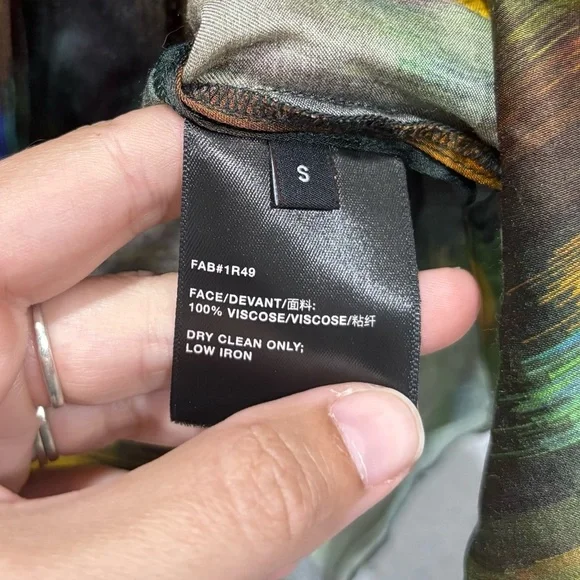 S
FAB#1R49
FACE/DEVANT/面料:
100% VISCOSE/VISCOSE/粘纤
DRY CLEAN ONLY;
LOW IRON